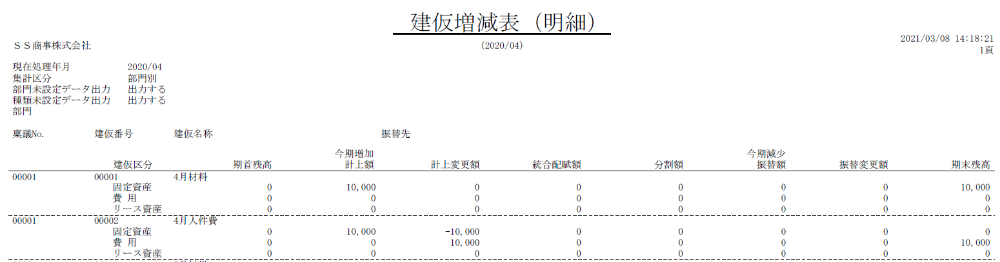 建仮増減表（明細）
ＳＳ商事株式会社 (2020/04) 2021/03/08 14:18:21
1頁
現在処理年月 2020/04
集計区分 部門別
部門未設定データ出力 出力する
種類未設定データ出力 出力する
部門
稟議No. 建仮番号 建仮名称 振替先
今期増加 今期減少
建仮区分 期首残高 計上額 計上変更額 統合配賦額 分割額 振替額 振替変更額 期末残高
00001 00001 4月材料
固定資産 0 10,000 0 0 0 0 0 10,000
費 用 0 0 0 0 0 0 0 0
リース資産 0 0 0 0 0 0 0 0
00001 00002 4月人件費
固定資産 0 10,000 -10,000 0 0 0 0 0
費 用 0 0 10,000 0 0 0 0 10,000
リース資産 0 0 0 0 0 0 0 0